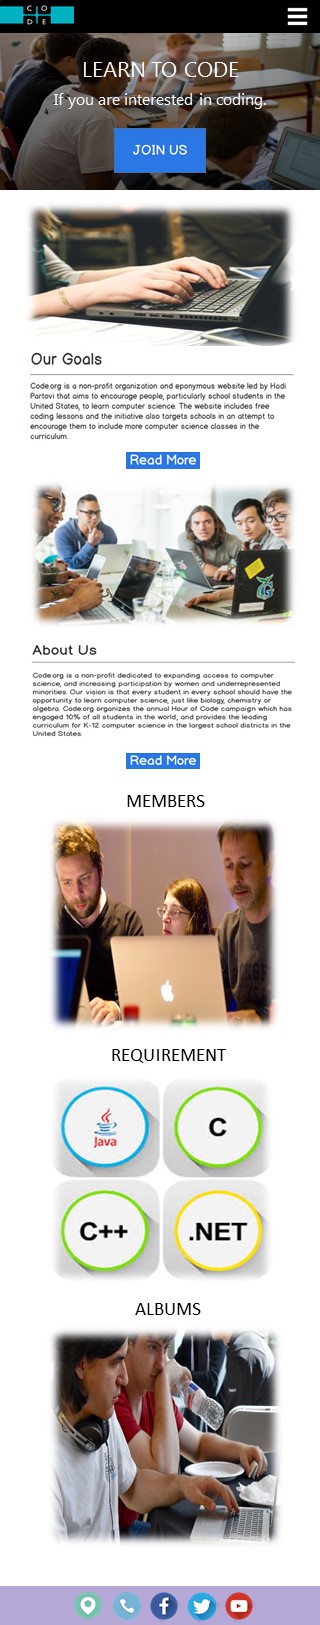 CO
DE
LEARN TO CODE
If you are interested in coding.
JOIN US
Our Goals
Code.org is a non-profit organization and eponymous website led by Hadi
Partovi that aims to encourage people, particularly school students in the
United States, to learn computer science. The website includes free
coding lessons and the initiative also targets schools in an attempt to
encourage them to include more computer science classes in the
curriculum.
Read More
About Us
Code.org is a non-profit dedicated to expanding access to computer
science, and increasing participation by women and underrepresented
minorities. Our vision is that every student in every school should have the
opportunity to learn computer science, just like biology, chemistry or
algebra. Code.org organizes the annual Hour of Code campaign which has
engaged 10% of all students in the world, and provides the leading
curriculum for K-12 computer science in the largest school districts in the
United States.
Read More
MEMBERS
REQUIREMENT
Java
C
C++
.NET
ALBUMS